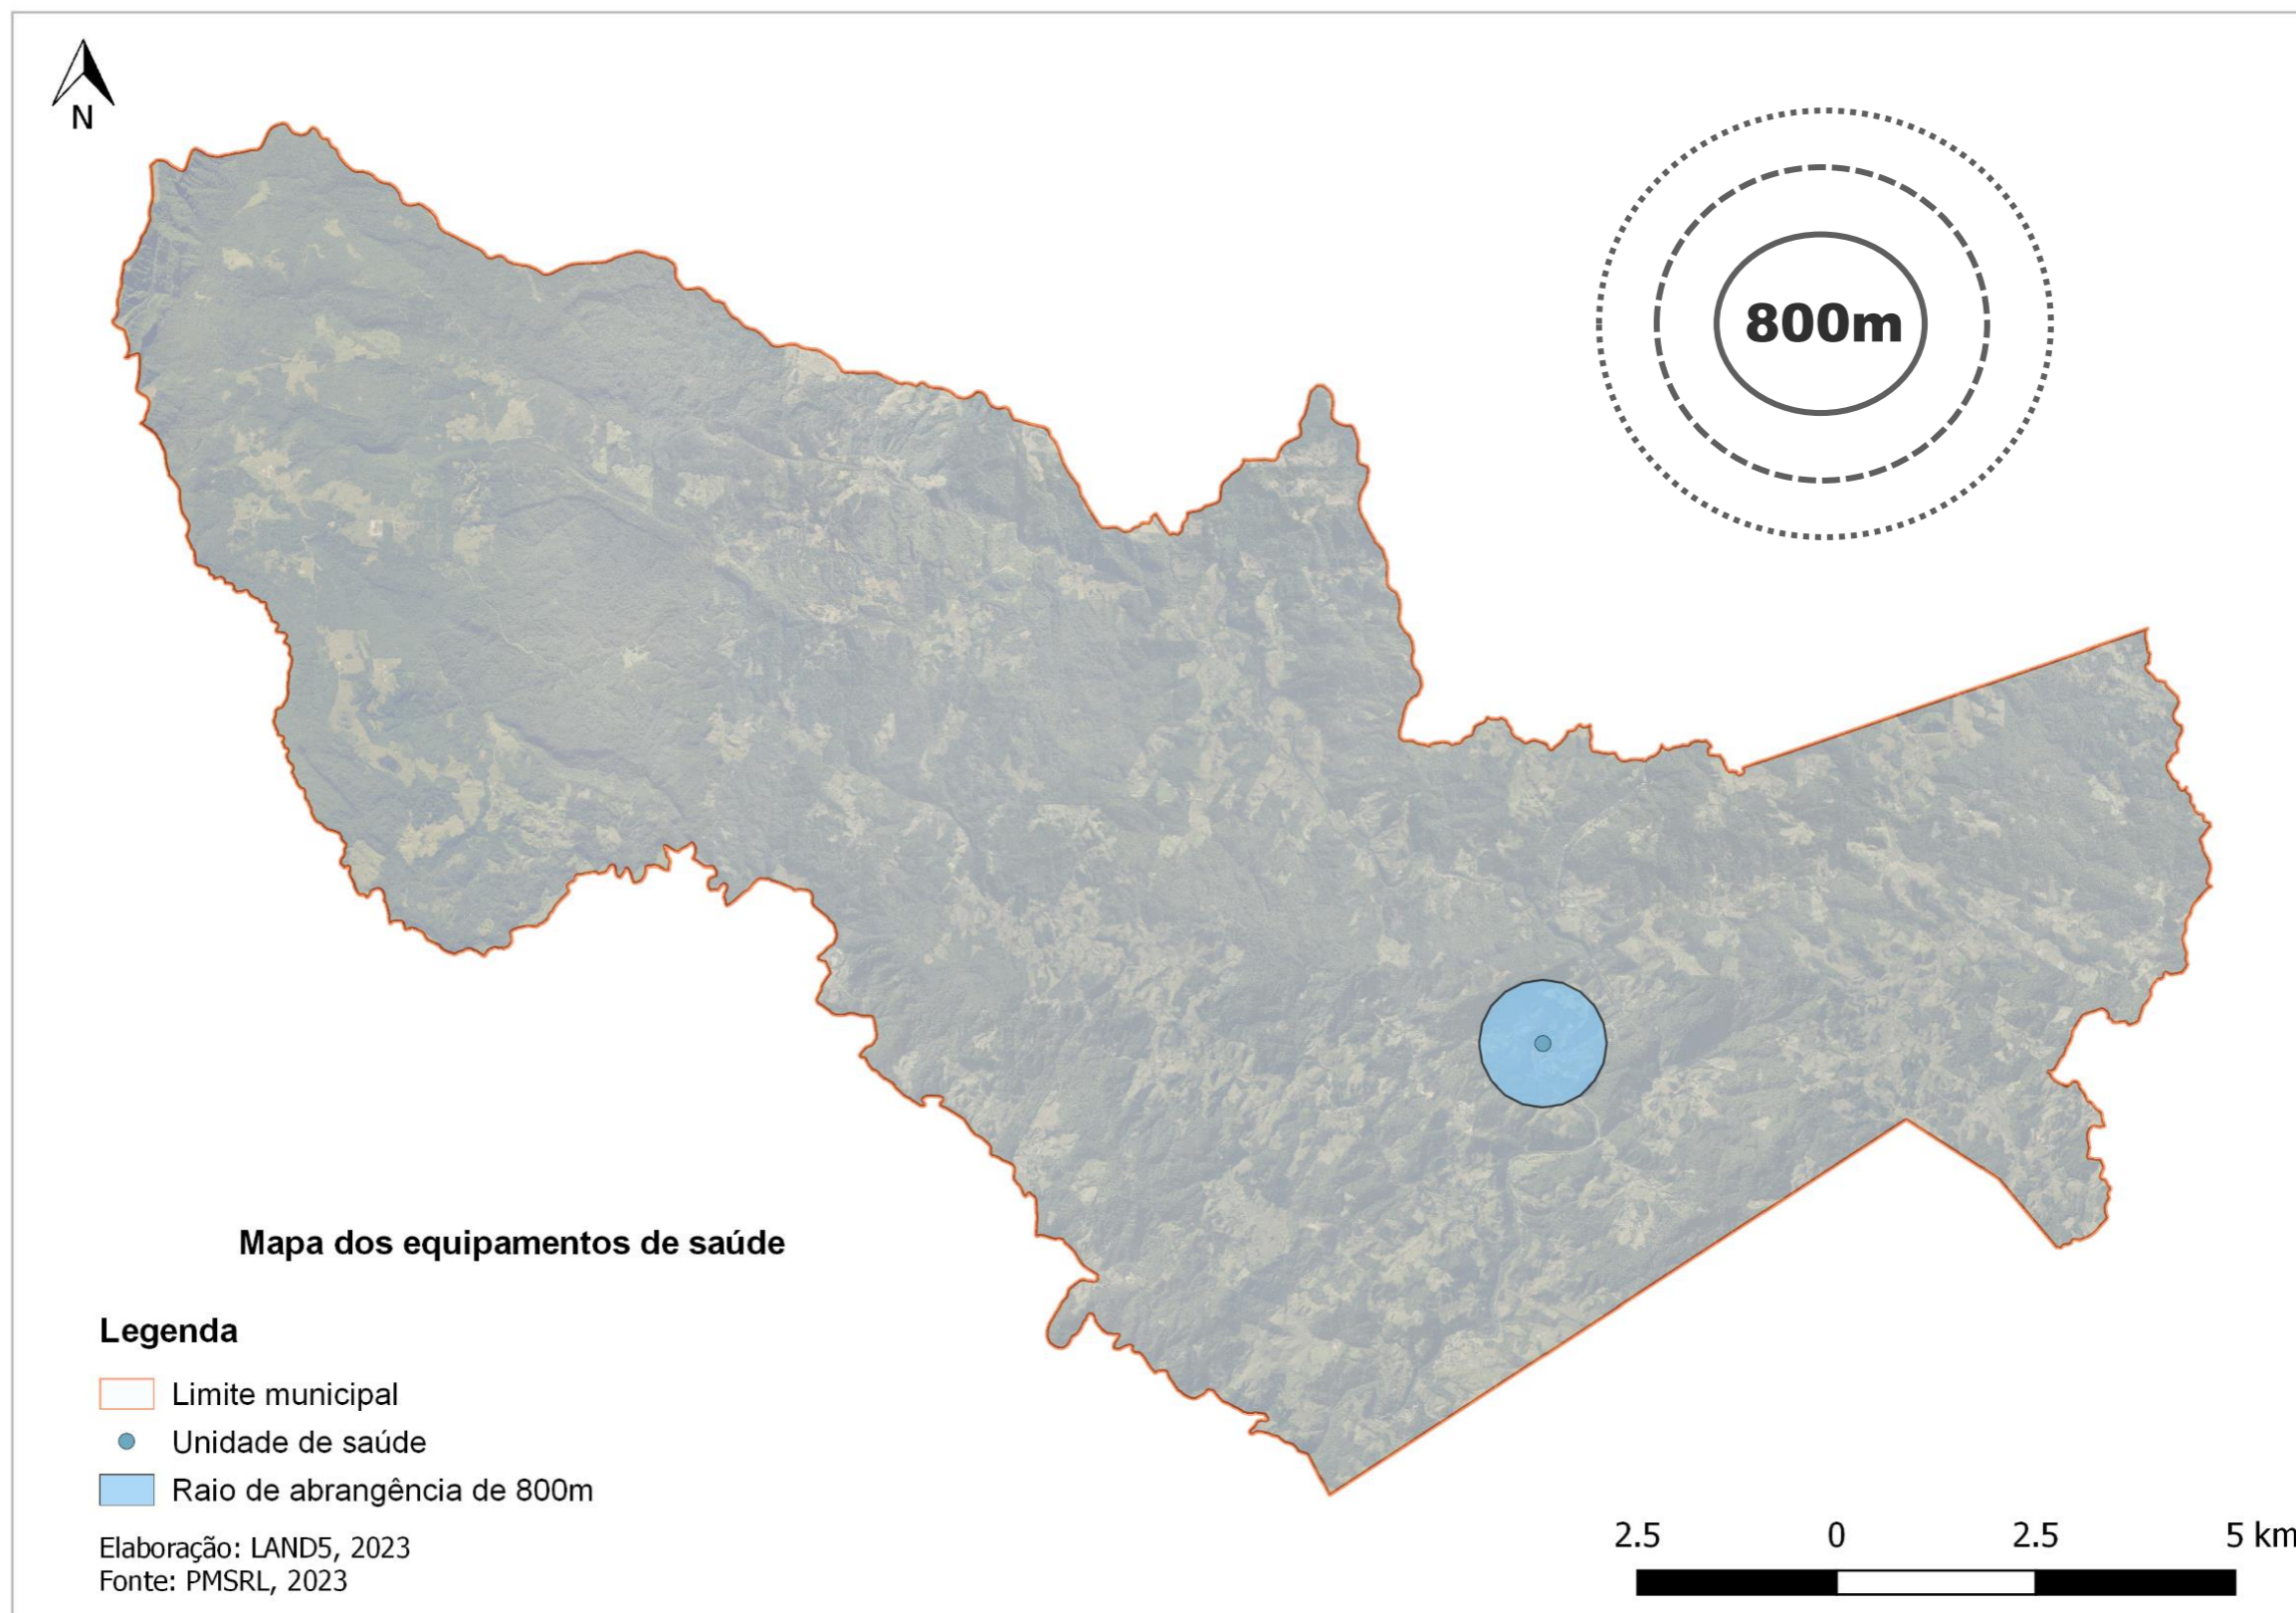 N
800m
Mapa dos equipamentos de saúde
Legenda
Limite municipal
Unidade de saúde
Raio de abrangência de 800m
Elaboração: LAND5, 2023
Fonte: PMSRL, 2023
2.5 0 2.5 5 km